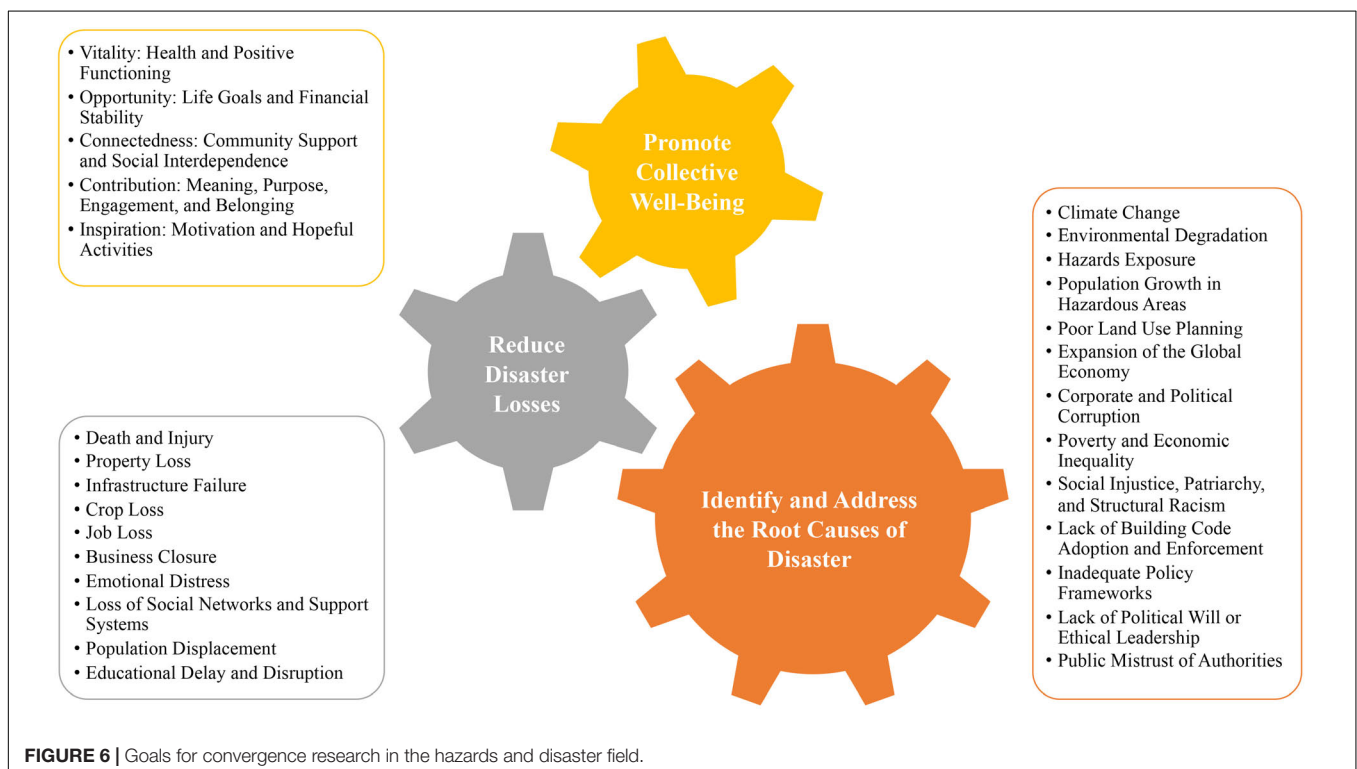 • Vitality: Health and Positive
Functioning
• Opportunity: Life Goals and Financial
Stability
• Connectedness: Community Support
and Social Interdependence
• Contribution: Meaning, Purpose,
Engagement, and Belonging
• Inspiration: Motivation and Hopeful
Activities
Promote
Collective
Well-Being
Reduce
Disaster
Losses
• Death and Injury
• Property Loss
• Infrastructure Failure
• Crop Loss
• Job Loss
• Business Closure
• Emotional Distress
• Loss of Social Networks and Support
Systems
• Population Displacement
• Educational Delay and Disruption
Identify and Address
the Root Causes of
Disaster
• Climate Change
• Environmental Degradation
• Hazards Exposure
• Population Growth in
Hazardous Areas
• Poor Land Use Planning
• Expansion of the Global
Economy
• Corporate and Political
Corruption
• Poverty and Economic
Inequality
• Social Injustice, Patriarchy,
and Structural Racism
• Lack of Building Code
Adoption and Enforcement
• Inadequate Policy
Frameworks
• Lack of Political Will or
Ethical Leadership
• Public Mistrust of Authorities
FIGURE 6 | Goals for convergence research in the hazards and disaster field.